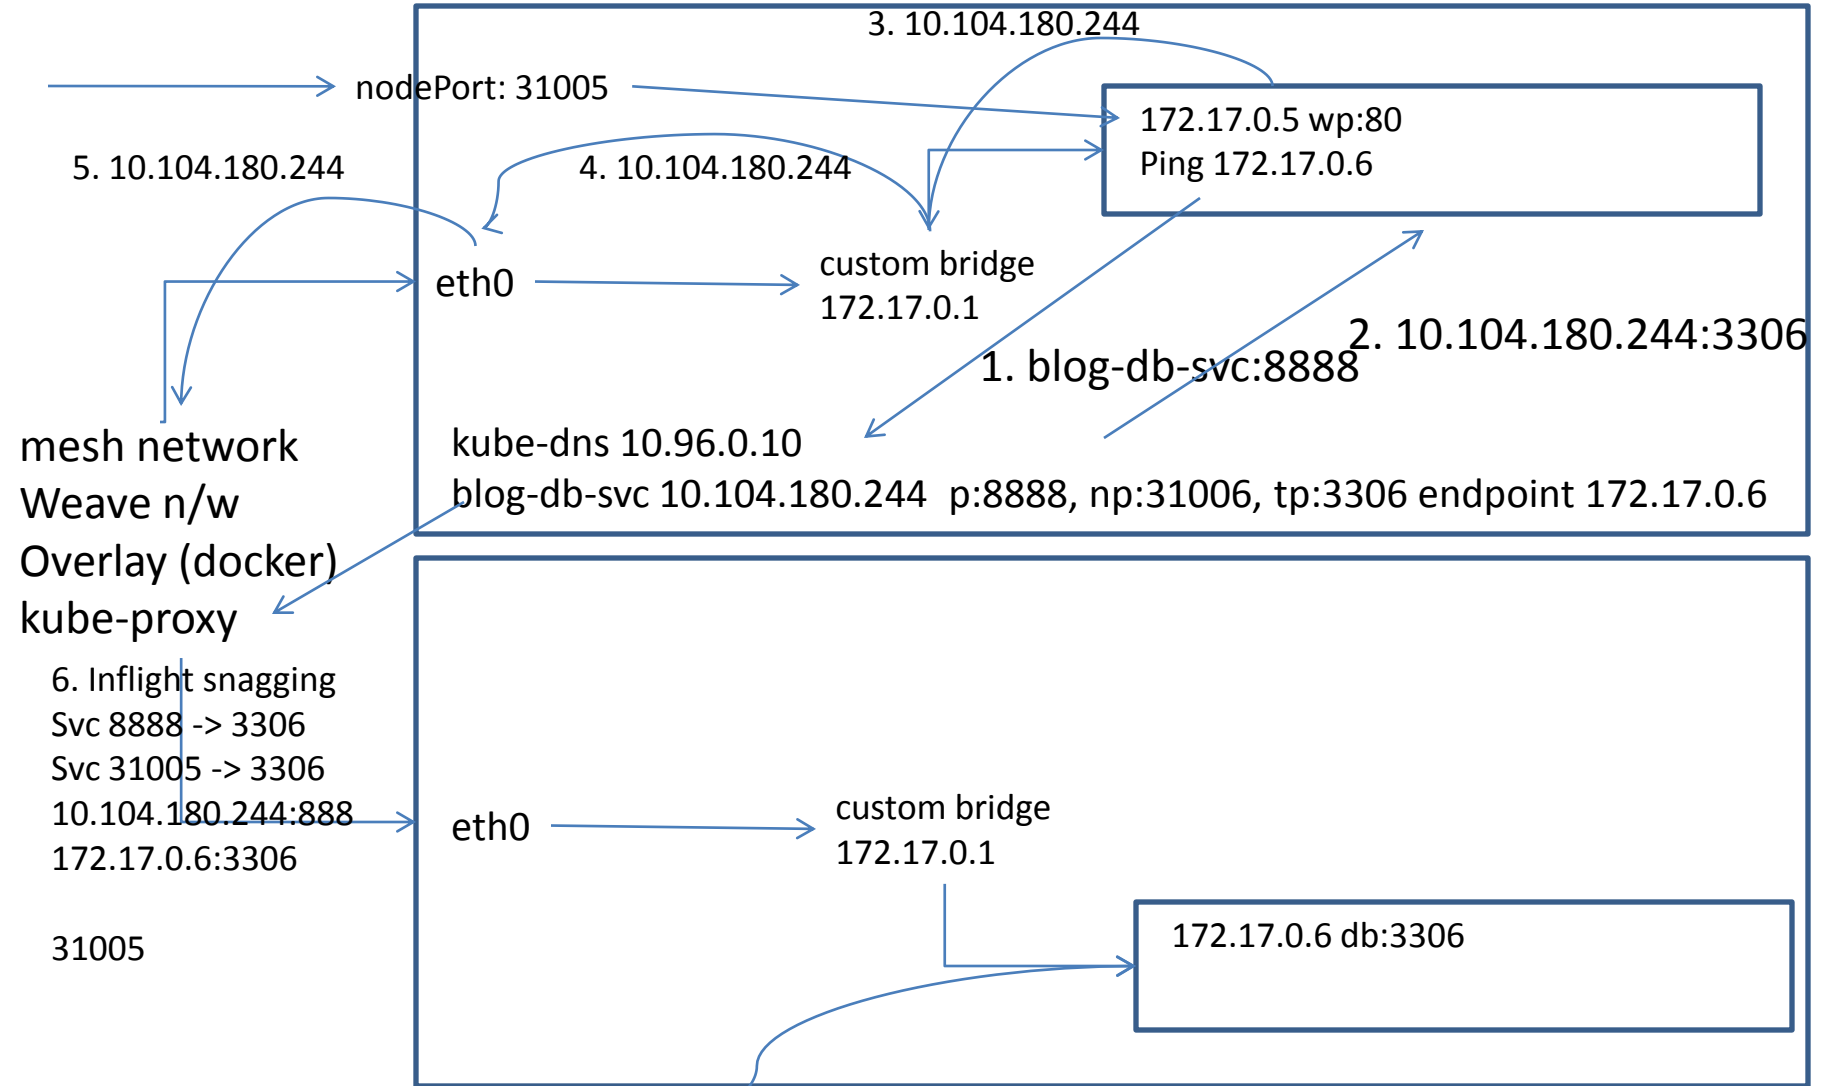 3. 10.104.180.244
nodePort: 31005
172.17.0.5 wp:80
Ping 172.17.0.6
5. 10.104.180.244
4. 10.104.180.244
eth0
custom bridge
172.17.0.1
2. 10.104.180.244:3306
1. blog-db-svc:8888
kube-dns 10.96.0.10
blog-db-svc 10.104.180.244  p:8888, np:31006, tp:3306 endpoint 172.17.0.6
mesh network
Weave n/w
Overlay (docker)
kube-proxy
6. Inflight snagging
Svc 8888 -> 3306
Svc 31005 -> 3306
10.104.180.244:888
172.17.0.6:3306
31005
eth0
custom bridge
172.17.0.1
172.17.0.6 db:3306